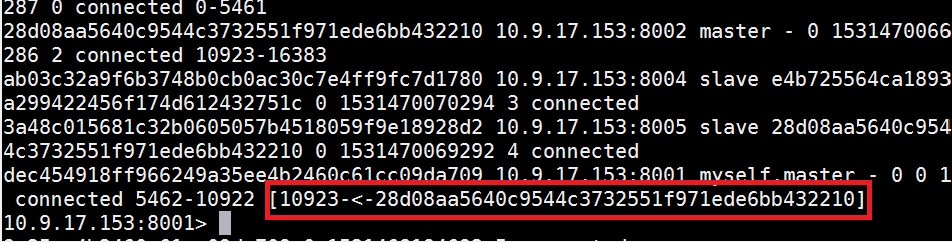 287 0 connected 0-5461
28d08aa5640c9544c3732551f971ede6bb432210 10.9.17.153:8002 master - 0 1531470066
286 2 connected 10923-16383
ab03c32a9f6b3748b0cb0ac30c7e4ff9fc7d1780 10.9.17.153:8004 slave e4b725564ca1893
a299422456f174d612432751c 0 1531470070294 3 connected
3a48c015681c32b0605057b4518059f9e18928d2 10.9.17.153:8005 slave 28d08aa5640c954
4c3732551f971ede6bb432210 0 1531470069292 4 connected
dec454918ff966249a35ee4b2460c61cc09da709 10.9.17.153:8001 myself,master - 0 0 1
connected 5462-10922 [10923-<-28d08aa5640c9544c3732551f971ede6bb432210]
10.9.17.153:8001>